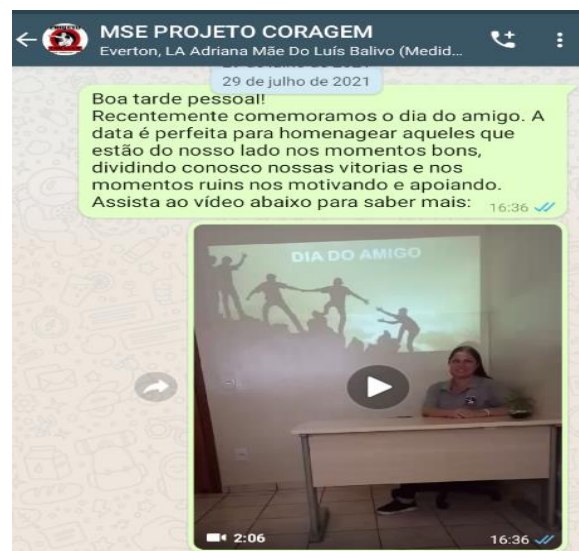 MSE PROJETO CORAGEM
Everton, LA Adriana Mãe Do Luís Balivo (Medid...
29 de julho de 2021
Boa tarde pessoal!
Recentemente comemoramos o dia do amigo. A
data é perfeita para homenagear aqueles que
estão do nosso lado nos momentos bons,
dividindo conosco nossas vitorias e nos
momentos ruins nos motivando e apoiando.
Assista ao vídeo abaixo para saber mais:
16:36
DIA DO AMIGO
2:06
16:36